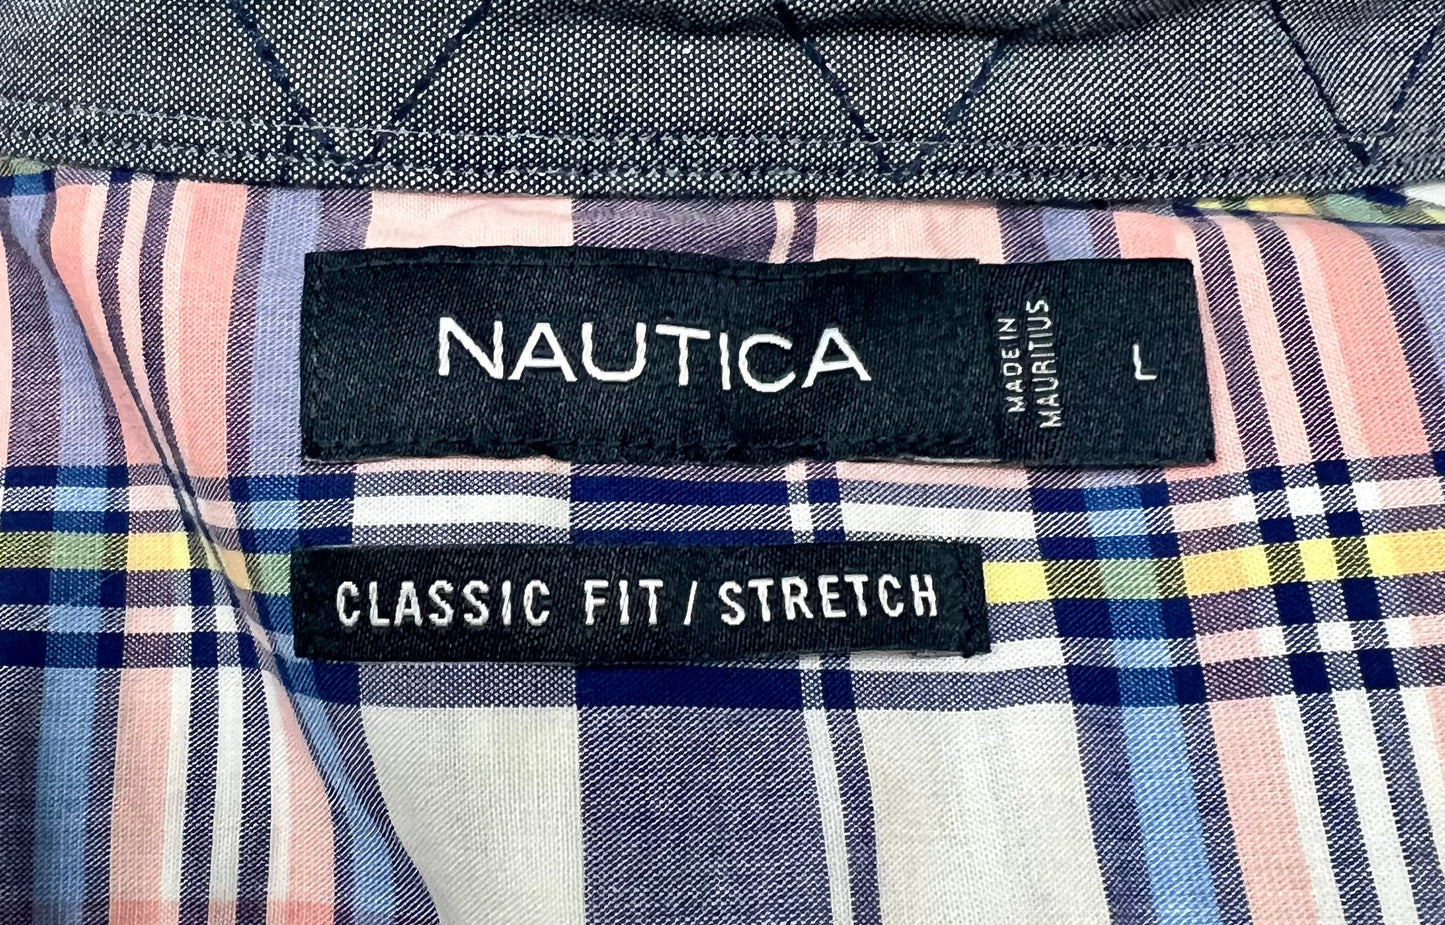 NAUTICA
MADE IN
MAURITIUS
L
CLASSIC FIT / STRETCH